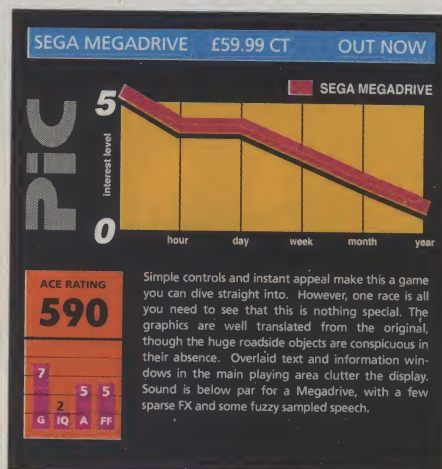 SEGA MEGADRIVE £59.99 CT OUT NOW
SEGA MEGADRIVE
PiC
5
interest level
0
hour day week month year
ACE RATING
590
7
2
5 5
G IQ A FF
Simple controls and instant appeal make this a game
you can dive straight into. However, one race is all
you need to see that this is nothing special. The
graphics are well translated from the original,
though the huge roadside objects are conspicuous in
their absence. Overlaid text and information win-
dows in the main playing area clutter the display.
Sound is below par for a Megadrive, with a few
sparse FX and some fuzzy sampled speech.